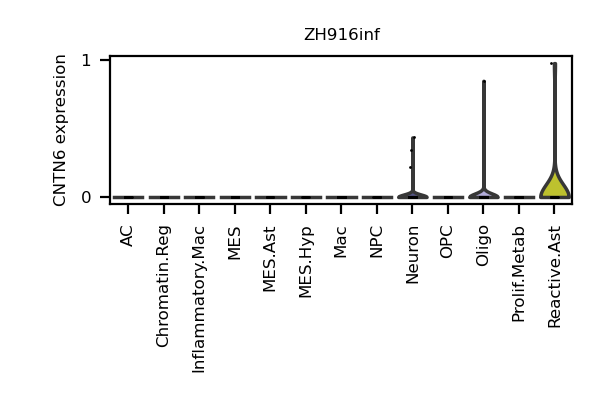 ZH916inf
CNTN6 expression
1
0
AC
Chromatin.Reg
Inflammatory.Mac
MES
MES.Ast
MES.Hyp
Mac
NPC
Neuron
OPC
Oligo
Prolif.Metab
Reactive.Ast